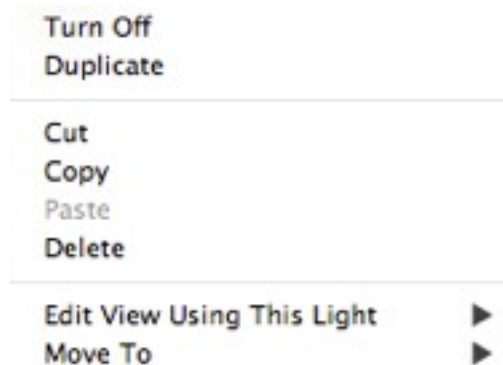 Turn Off
Duplicate
Cut
Copy
Paste
Delete
Edit View Using This Light
Move To